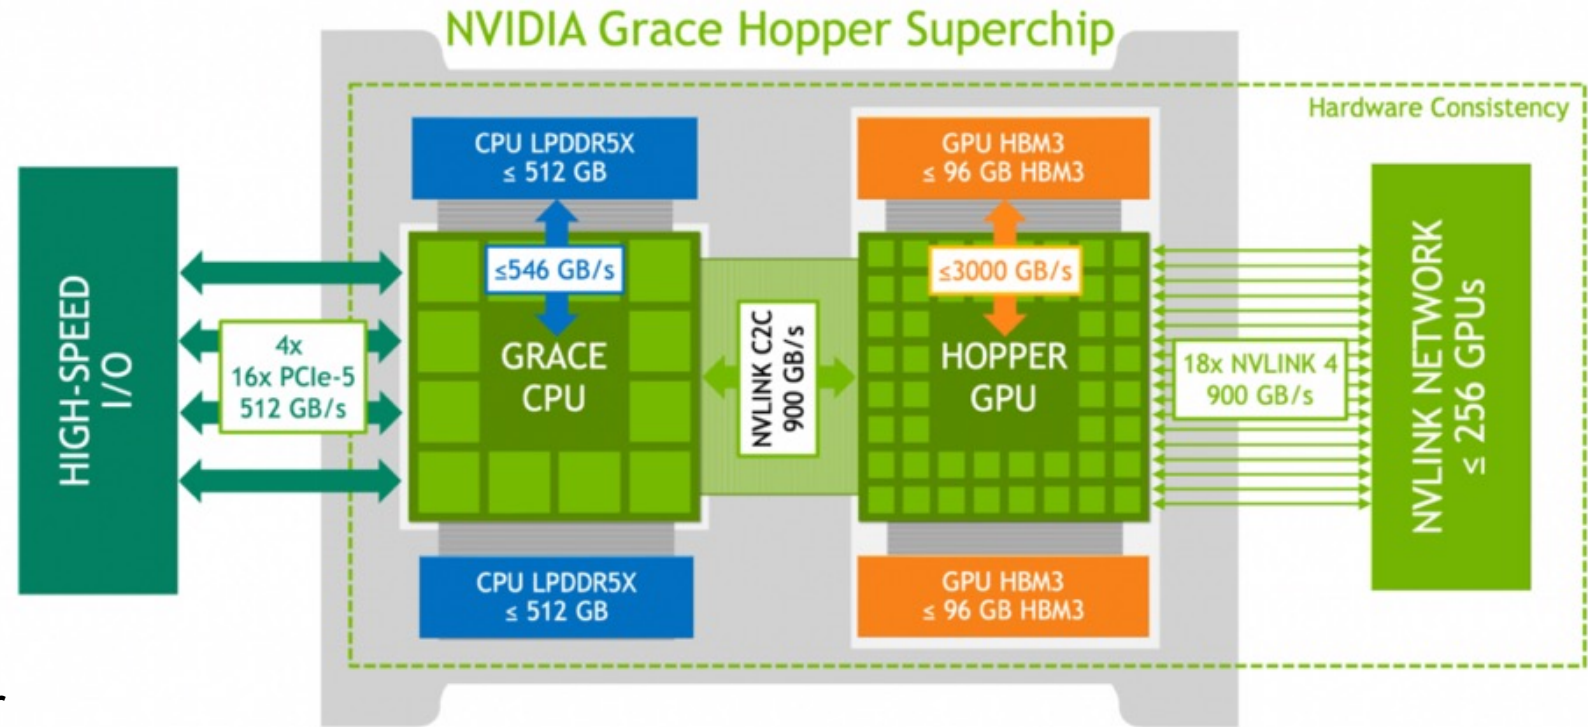 NVIDIA Grace Hopper Superchip
Hardware Consistency
HIGH-SPEED
I/O
4x
16x PCIe-5
512 GB/s
CPU LPDDR5X
≤ 512 GB
≤546 GB/s
GRACE
CPU
CPU LPDDR5X
≤ 512 GB
NVLINK C2C
900 GB/s
GPU HBM3
≤ 96 GB HBM3
≤3000 GB/s
HOPPER
GPU
GPU HBM3
≤ 96 GB HBM3
18x NVLINK 4
900 GB/s
NVLINK NETWORK
≤ 256 GPUs